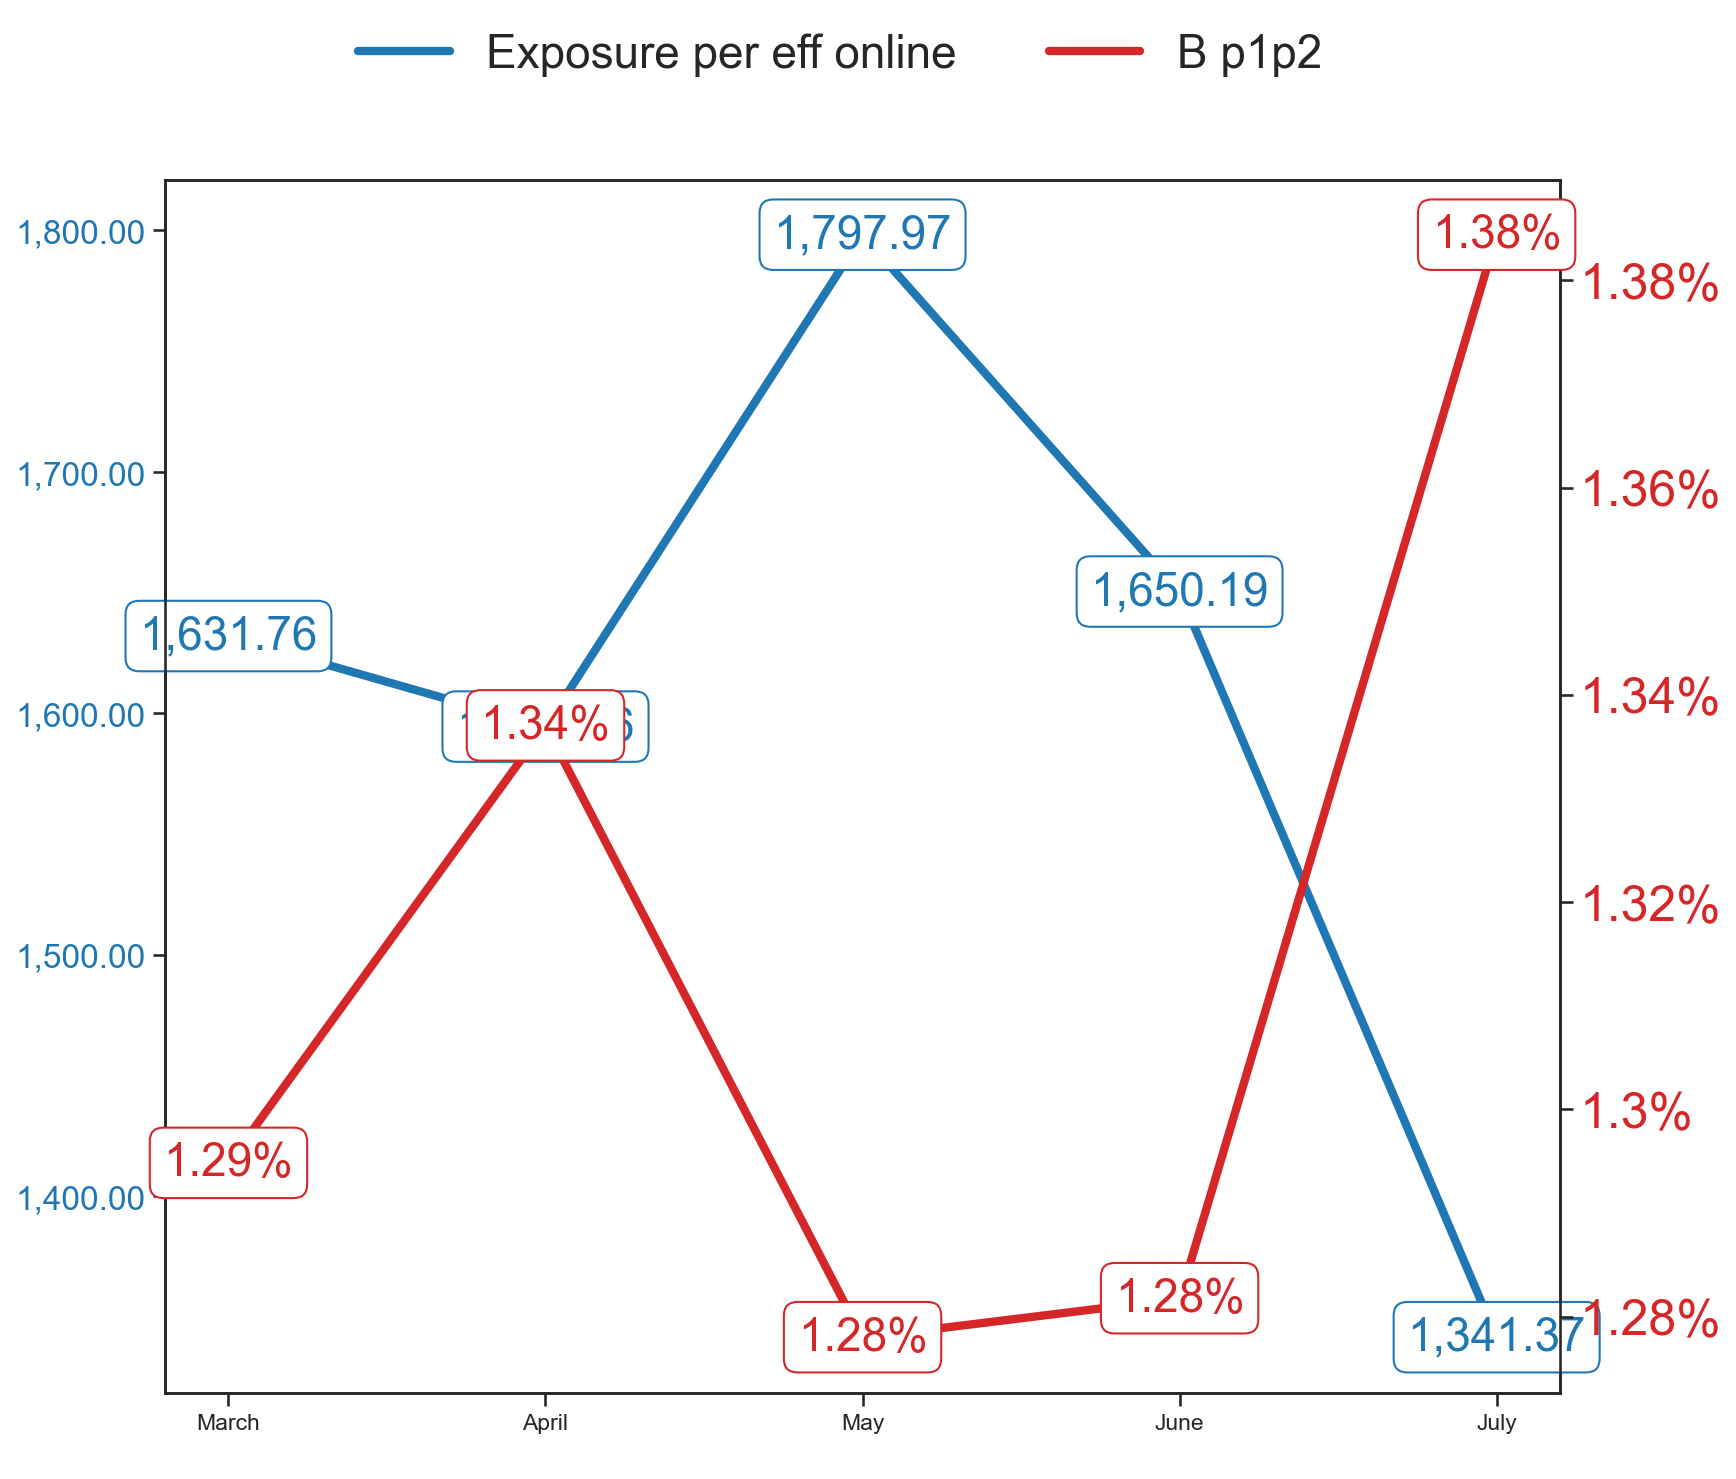 Exposure per eff online
B p1p2
1,800.00
1,700.00
1,600.00
1,500.00
1,400.00
1,797.97
1.38%
1,650.19
1,631.76
1.34%
1.29%
1.28%
1.28%
1,341.37
1.38%
1.36%
1.34%
1.32%
1.3%
1.28%
March
April
May
June
July